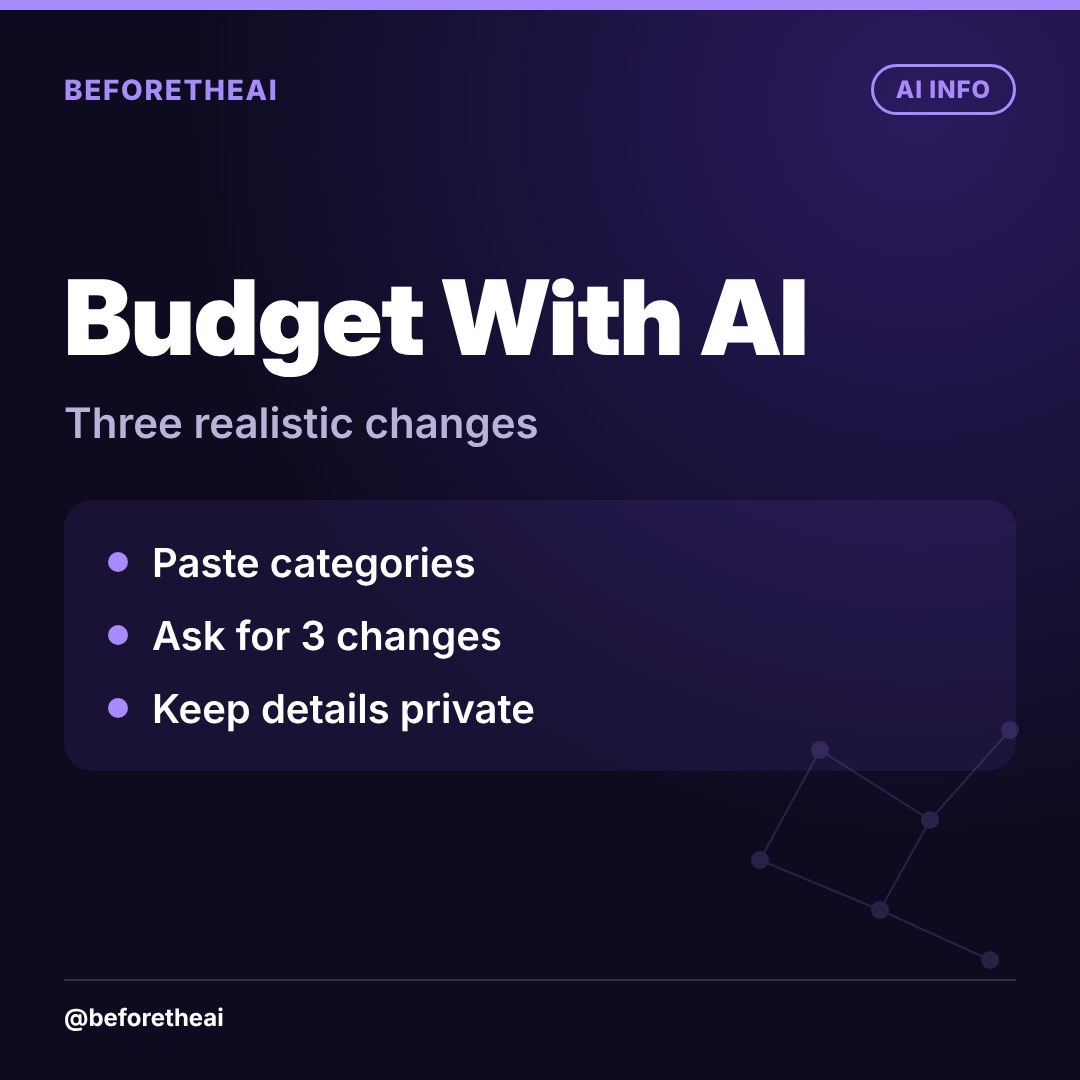 BEFORETHEAI
AI INFO
Budget With AI
Three realistic changes
Paste categories
Ask for 3 changes
Keep details private
@beforetheai